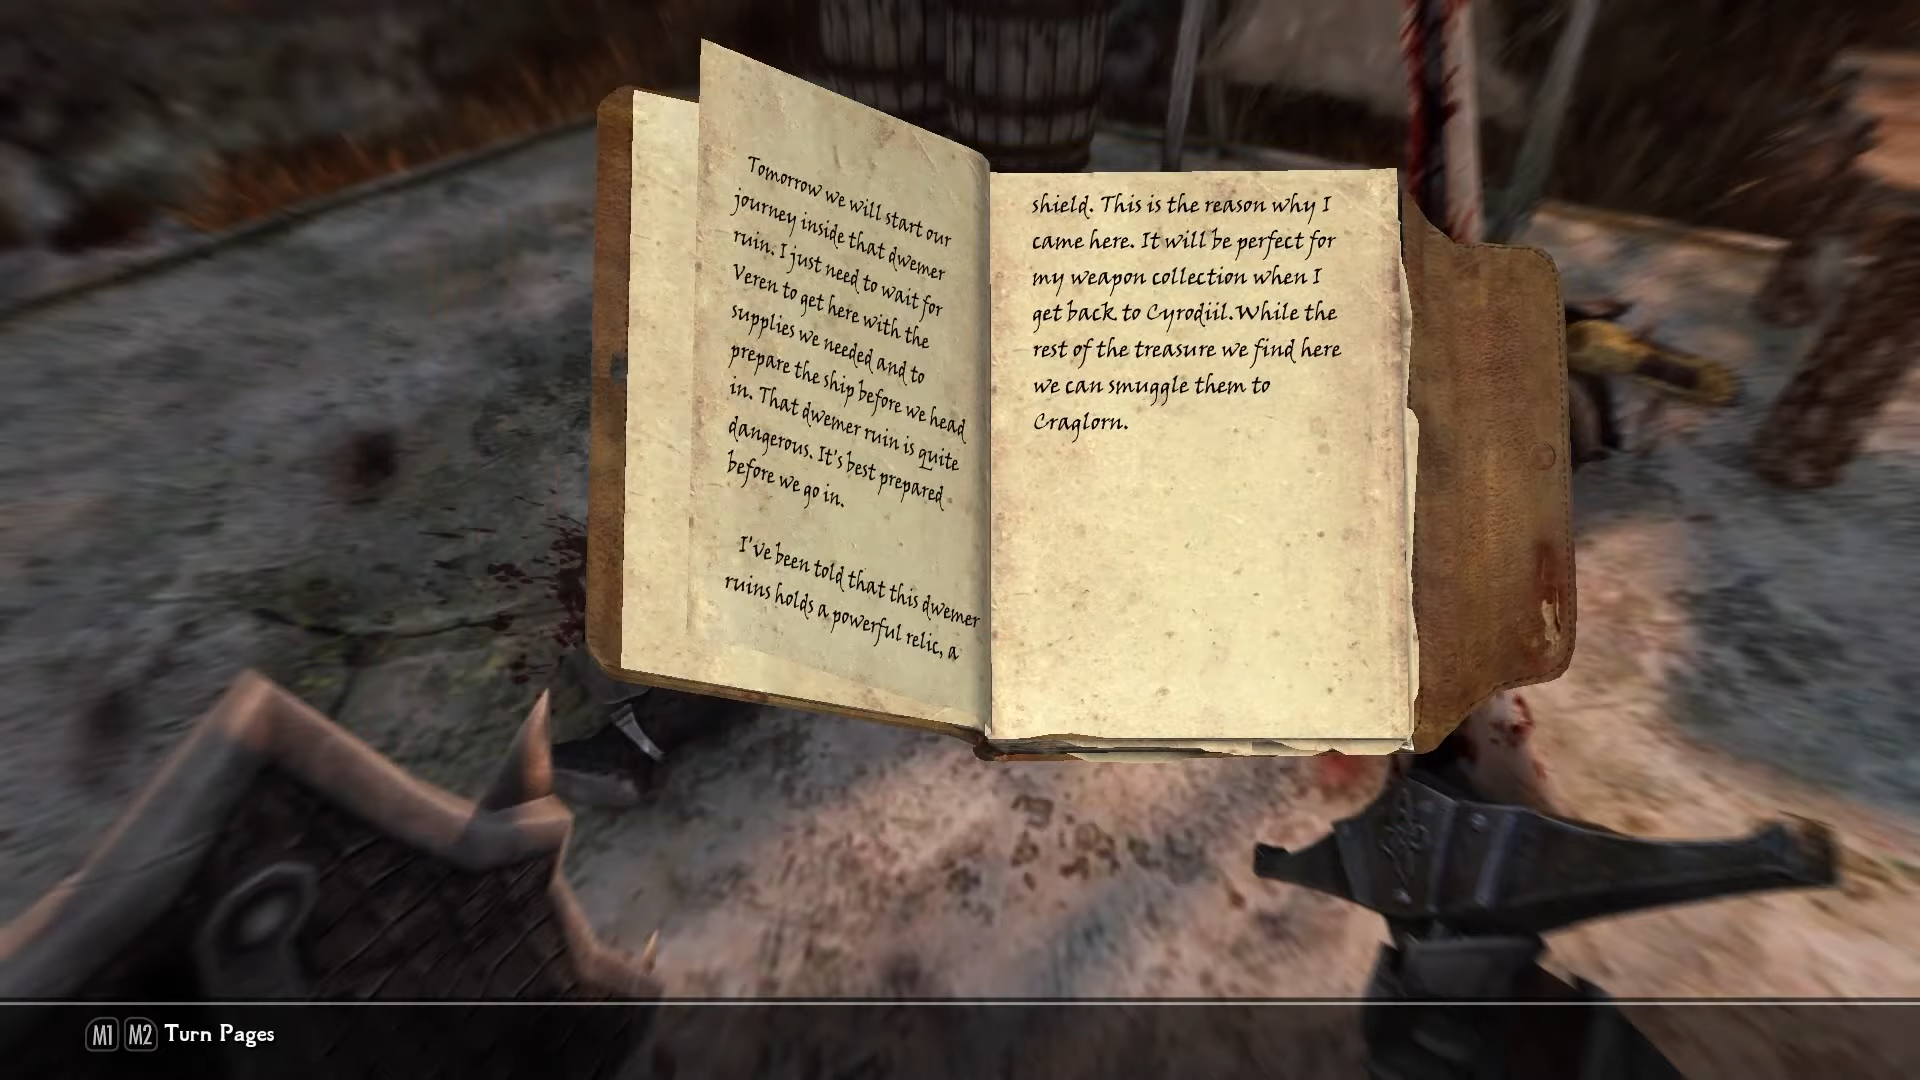 Tomorrow we will start our
journey inside that dwemer
ruin. I just need to wait for
Veren to get here with the
supplies we needed and to
prepare the ship before we head
in. That dwemer ruin is quite
dangerous. It's best prepared
before we go in.
I've been told that this dwemer
ruins holds a powerful relic, a
shield. This is the reason why I
came here. It will be perfect for
my weapon collection when I
get back to Cyrodiil.While the
rest of the treasure we find here
we can smuggle them to
Craglorn.
M1 M2 Turn Pages